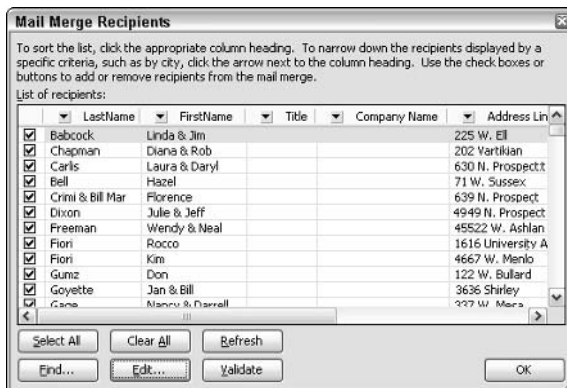 Mail Merge Recipients
To sort the list, click the appropriate column heading. To narrow down the recipients displayed by a
specific criteria, such as by city, click the arrow next to the column heading. Use the check boxes or
buttons to add or remove recipients from the mail merge.
List of recipients:
LastName FirstName Title Company Name Address Lin
Babcock Linda & Jim 225 W. Ell
Chapman Diana & Rob 202 Vartikian
Carlis Laura & Daryl 630 N. Prospect t
Bell Hazel 71 W. Sussex
Crimi & Bill Mar Florence 639 N. Prospect
Dixon Julie & Jeff 4949 N. Prospect
Freeman Wendy & Neal 45522 W. Ashlan
Fiori Rocco 1616 University A
Fiori Kim 4667 W. Menlo
Gumz Don 122 W. Bullard
Goyette Jan & Bill 3636 Shirley
Gage Nancy & Darrell 337 W. Mesa
Select All Clear All Refresh
Find... Edit... Validate OK